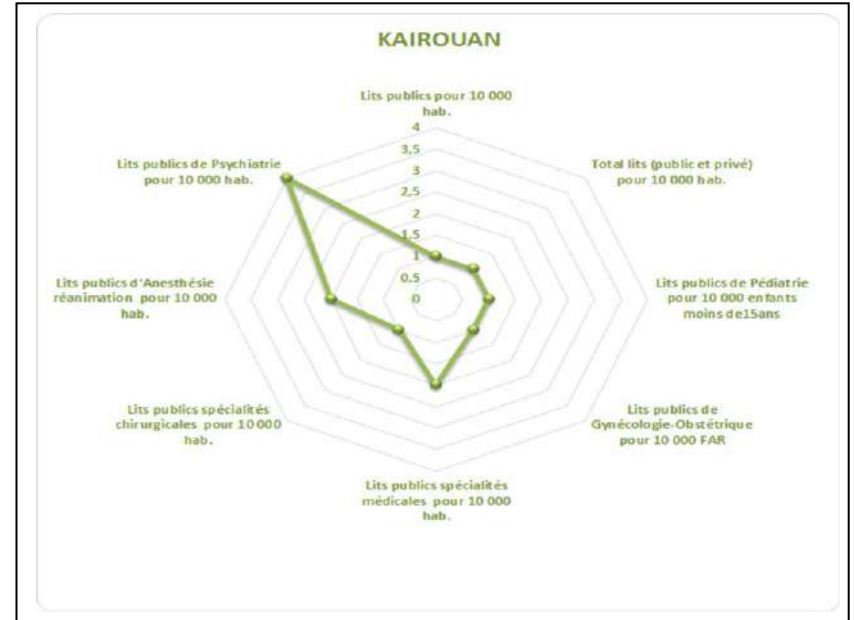 KAIROUAN
Lits publics pour 10 000
hab.
4
3,5
3
2,5
2
1,5
1
0,5
0
Total lits (public et privé)
pour 10 000 hab.
Lits publics de Pédiatrie
pour 10 000 enfants
moins de15ans
Lits publics de
Gynécologie-Obstétrique
pour 10 000 FAR
Lits publics spécialités
médicales pour 10 000
hab.
Lits publics spécialités
chirurgicales pour 10 000
hab.
Lits publics d'Anesthésie
réanimation pour 10 000
hab.
Lits publics de Psychiatrie
pour 10 000 hab.